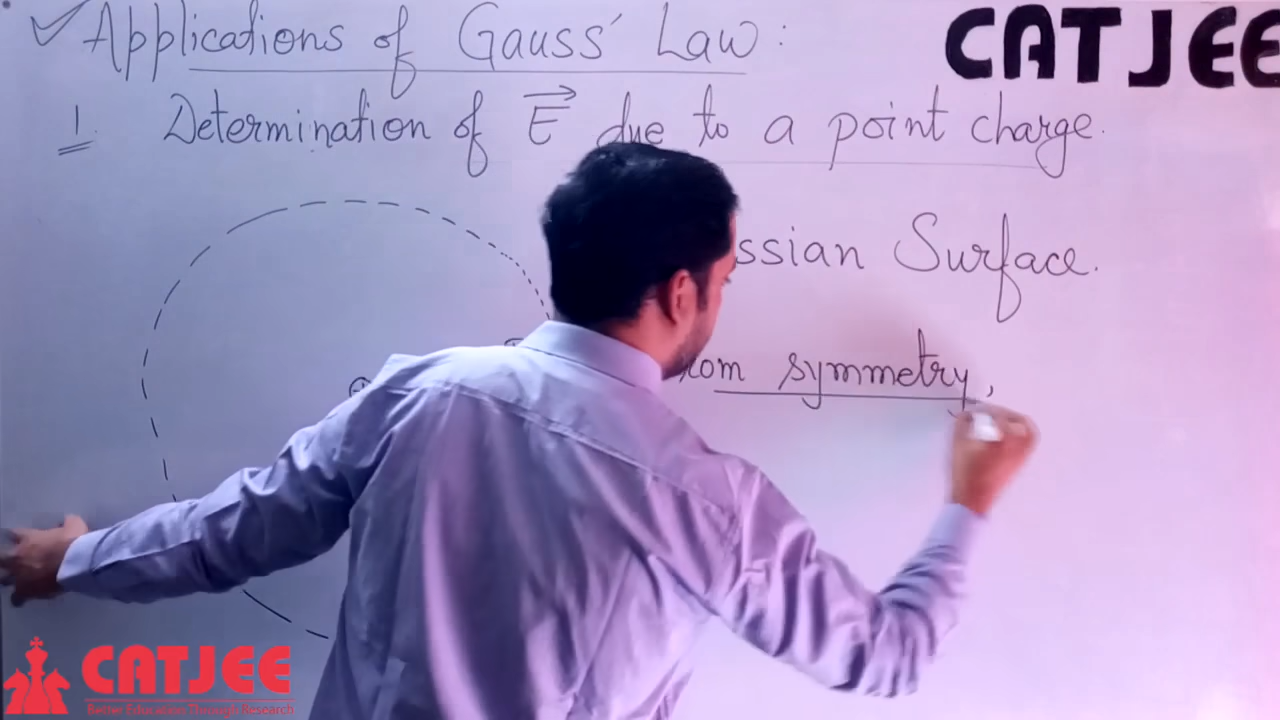 Applications of Gauss' Law :
CATJEE
1. Determination of E due to a point charge.
ssian Surface.
rom symmetry,
CATJEE
Better Education Through Research